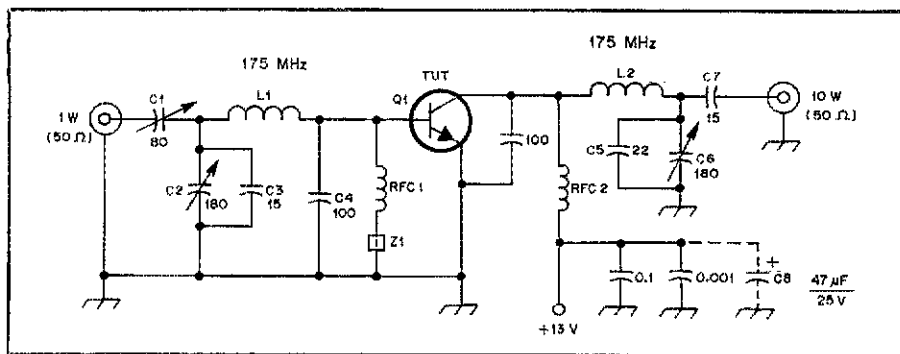 175 MHz
175 MHz
TUT
L1
L2
C7
C1
Q1
1 W
(50 Ω)
80
15
10 W
(50 Ω)
100
C5
22
C6
180
C2
180
C3
15
C4
100
RFC 1
RFC 2
Z1
0.1
0.001
+
C8
47 µF
25 V
+13 V